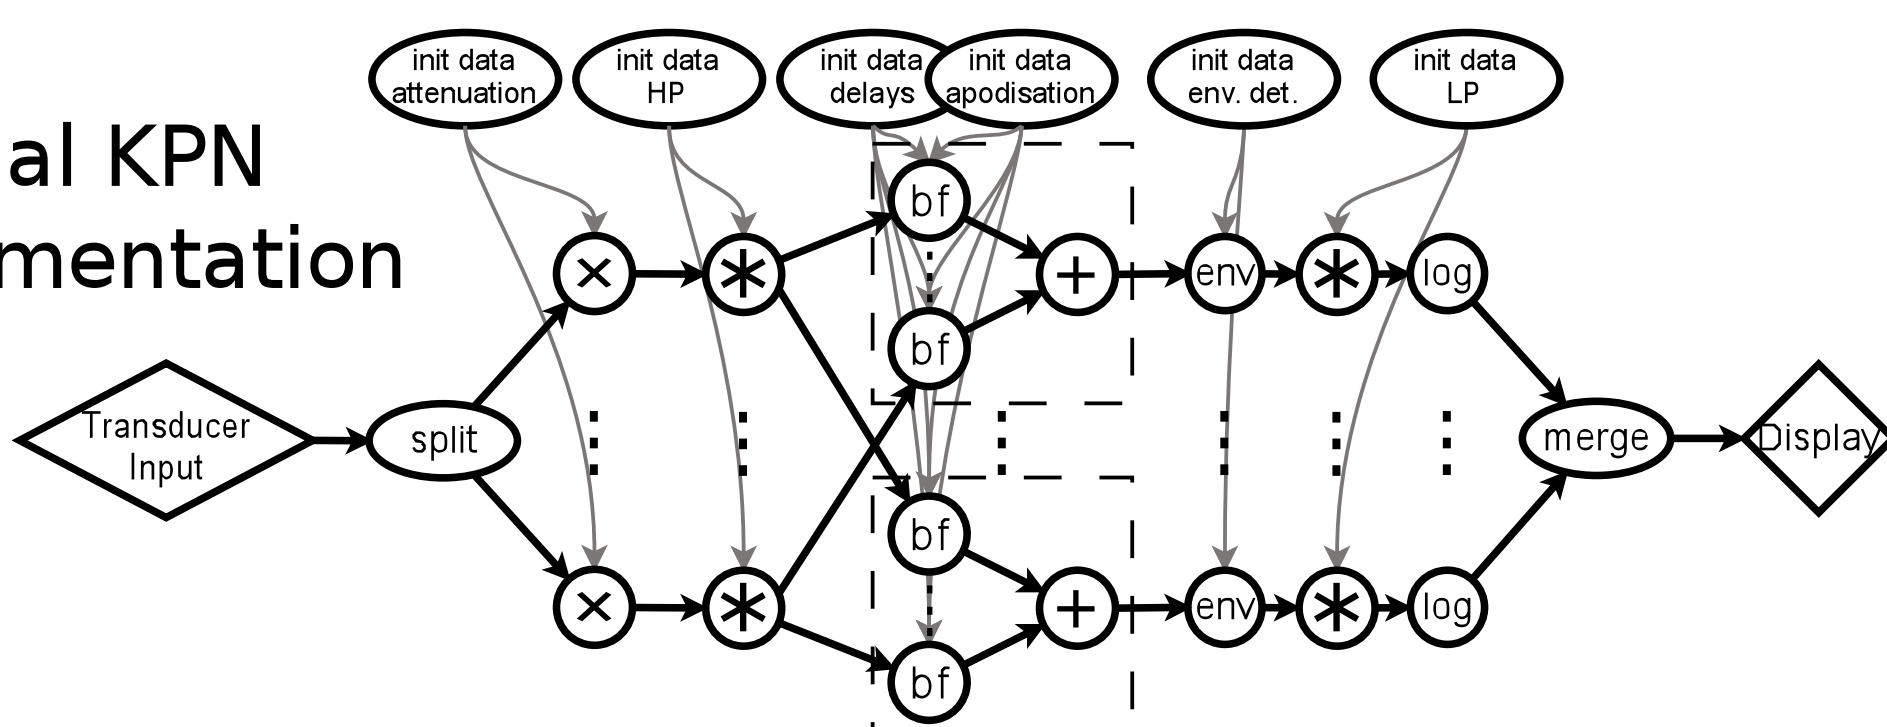 init data
attenuation
init data
HP
init data
delays
init data
apodisation
init data
env. det.
init data
LP
al KPN
mentation
bf
× * + env * log
bf
Transducer
Input
split
merge
Display
bf
× * + env * log
bf